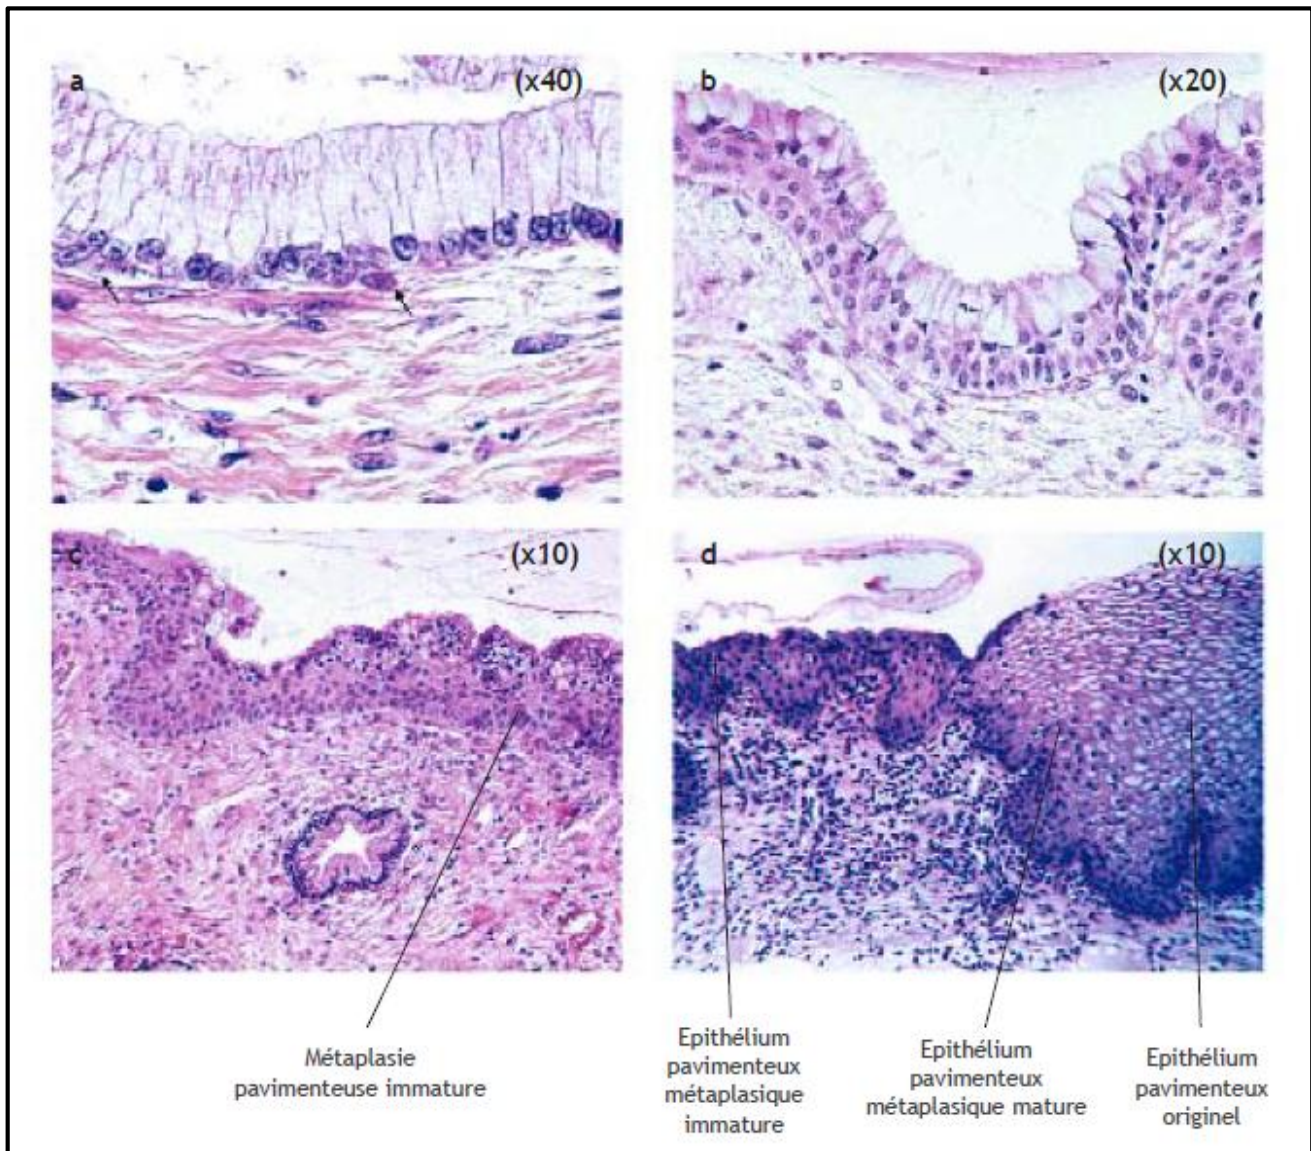 a (x40)
b (x20)
c (x10)
d (x10)
Métaplasie
pavimenteuse immature
Epithélium
pavimenteux
métaplasique
immature
Epithélium
pavimenteux
métaplasique mature
Epithélium
pavimenteux
originel